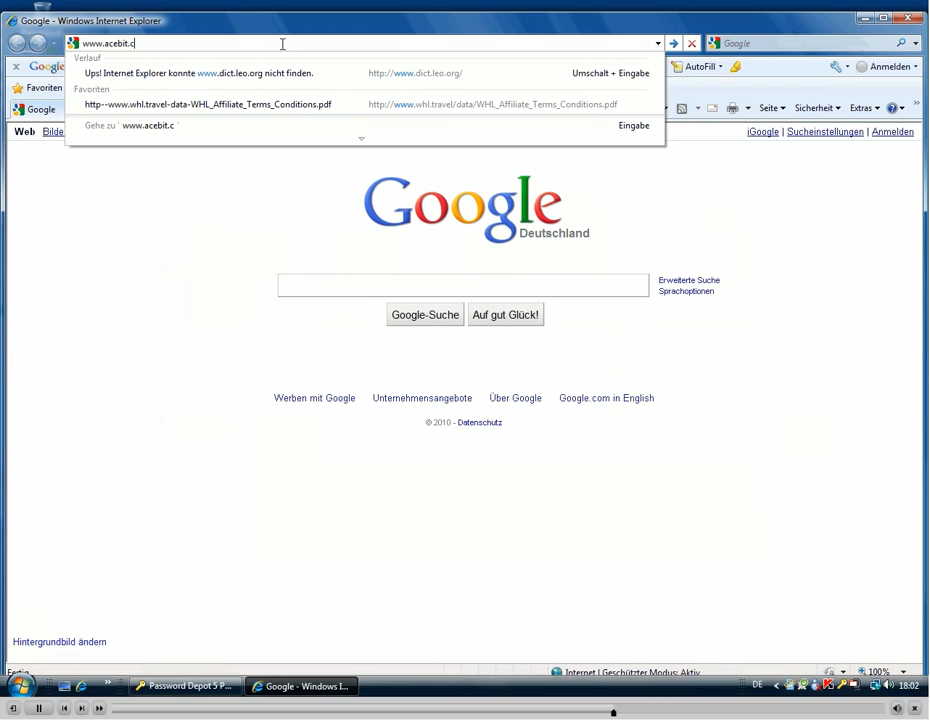 Google - Windows Internet Explorer
www.acebit.c
Google
Verlauf
Ups! Internet Explorer konnte www.dict.leo.org nicht finden. http://www.dict.leo.org/ Umschalt + Eingabe
Favoriten
http--www.whl.travel-data-WHL_Affiliate_Terms_Conditions.pdf http://www.whl.travel/data/WHL_Affiliate_Terms_Conditions.pdf
Gehe zu ' www.acebit.c ' Eingabe
Google AutoFill Anmelden
Favoriten
Google Seite Sicherheit Extras
Web Bilde iGoogle | Sucheinstellungen | Anmelden
Google
Deutschland
Erweiterte Suche
Sprachoptionen
Google-Suche Auf gut Glück!
Werben mit Google Unternehmensangebote Über Google Google.com in English
© 2010 - Datenschutz
Hintergrundbild ändern
Fertig Internet | Geschützter Modus: Aktiv 100%
Password Depot 5 P... Google - Windows I... DE 18:02